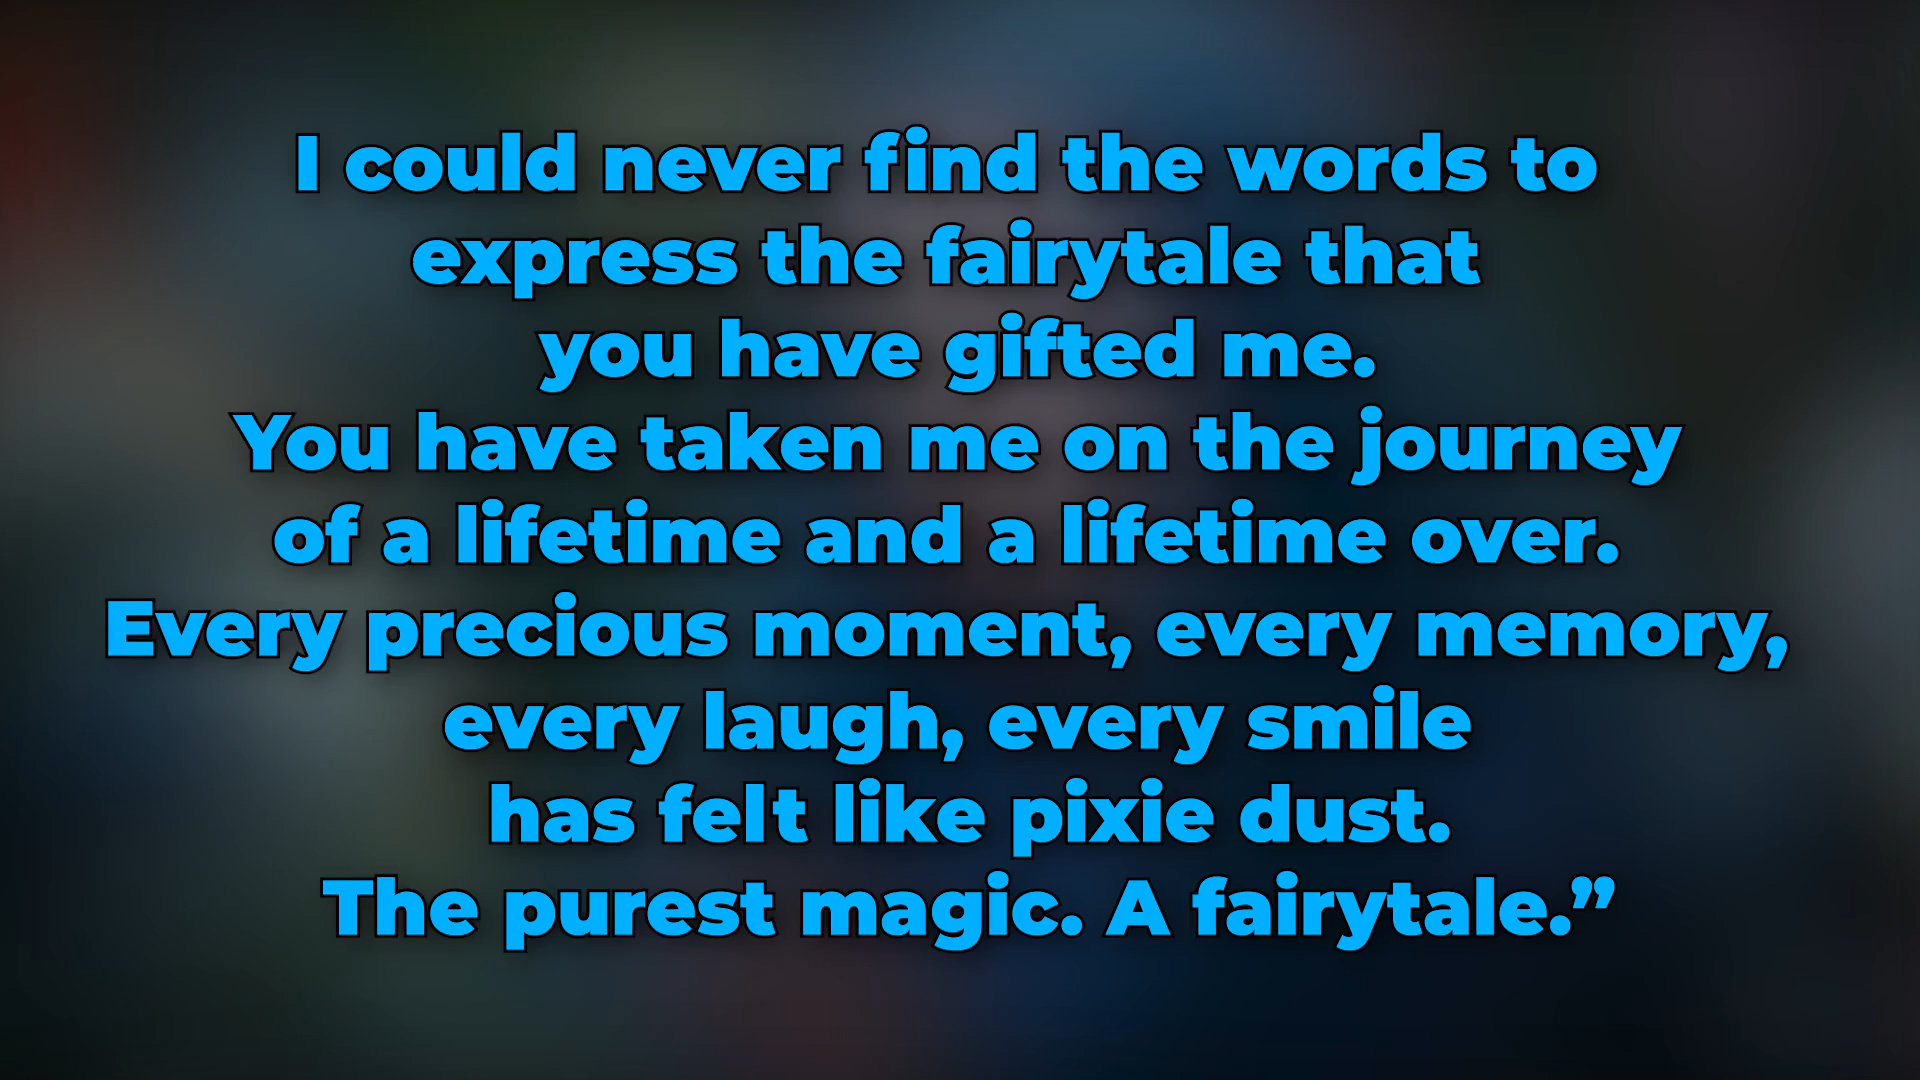 I could never find the words to
express the fairytale that
you have gifted me.
You have taken me on the journey
of a lifetime and a lifetime over.
Every precious moment, every memory,
every laugh, every smile
has felt like pixie dust.
The purest magic. A fairytale.”